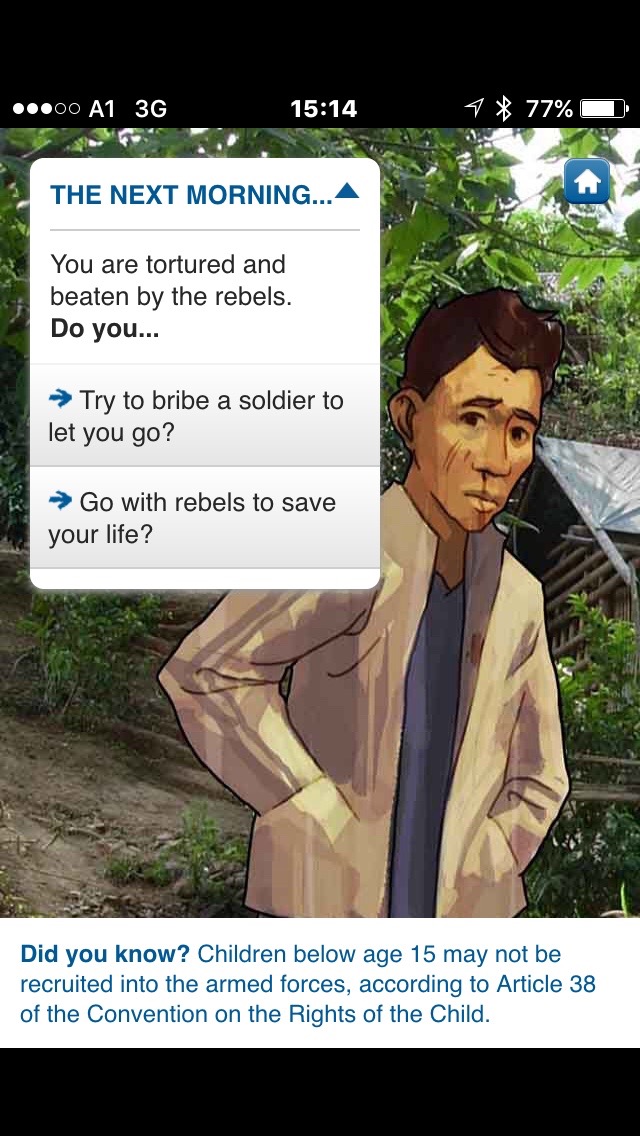 A1 3G 15:14 77%
THE NEXT MORNING...
You are tortured and
beaten by the rebels.
Do you...
Try to bribe a soldier to
let you go?
Go with rebels to save
your life?
Did you know? Children below age 15 may not be
recruited into the armed forces, according to Article 38
of the Convention on the Rights of the Child.